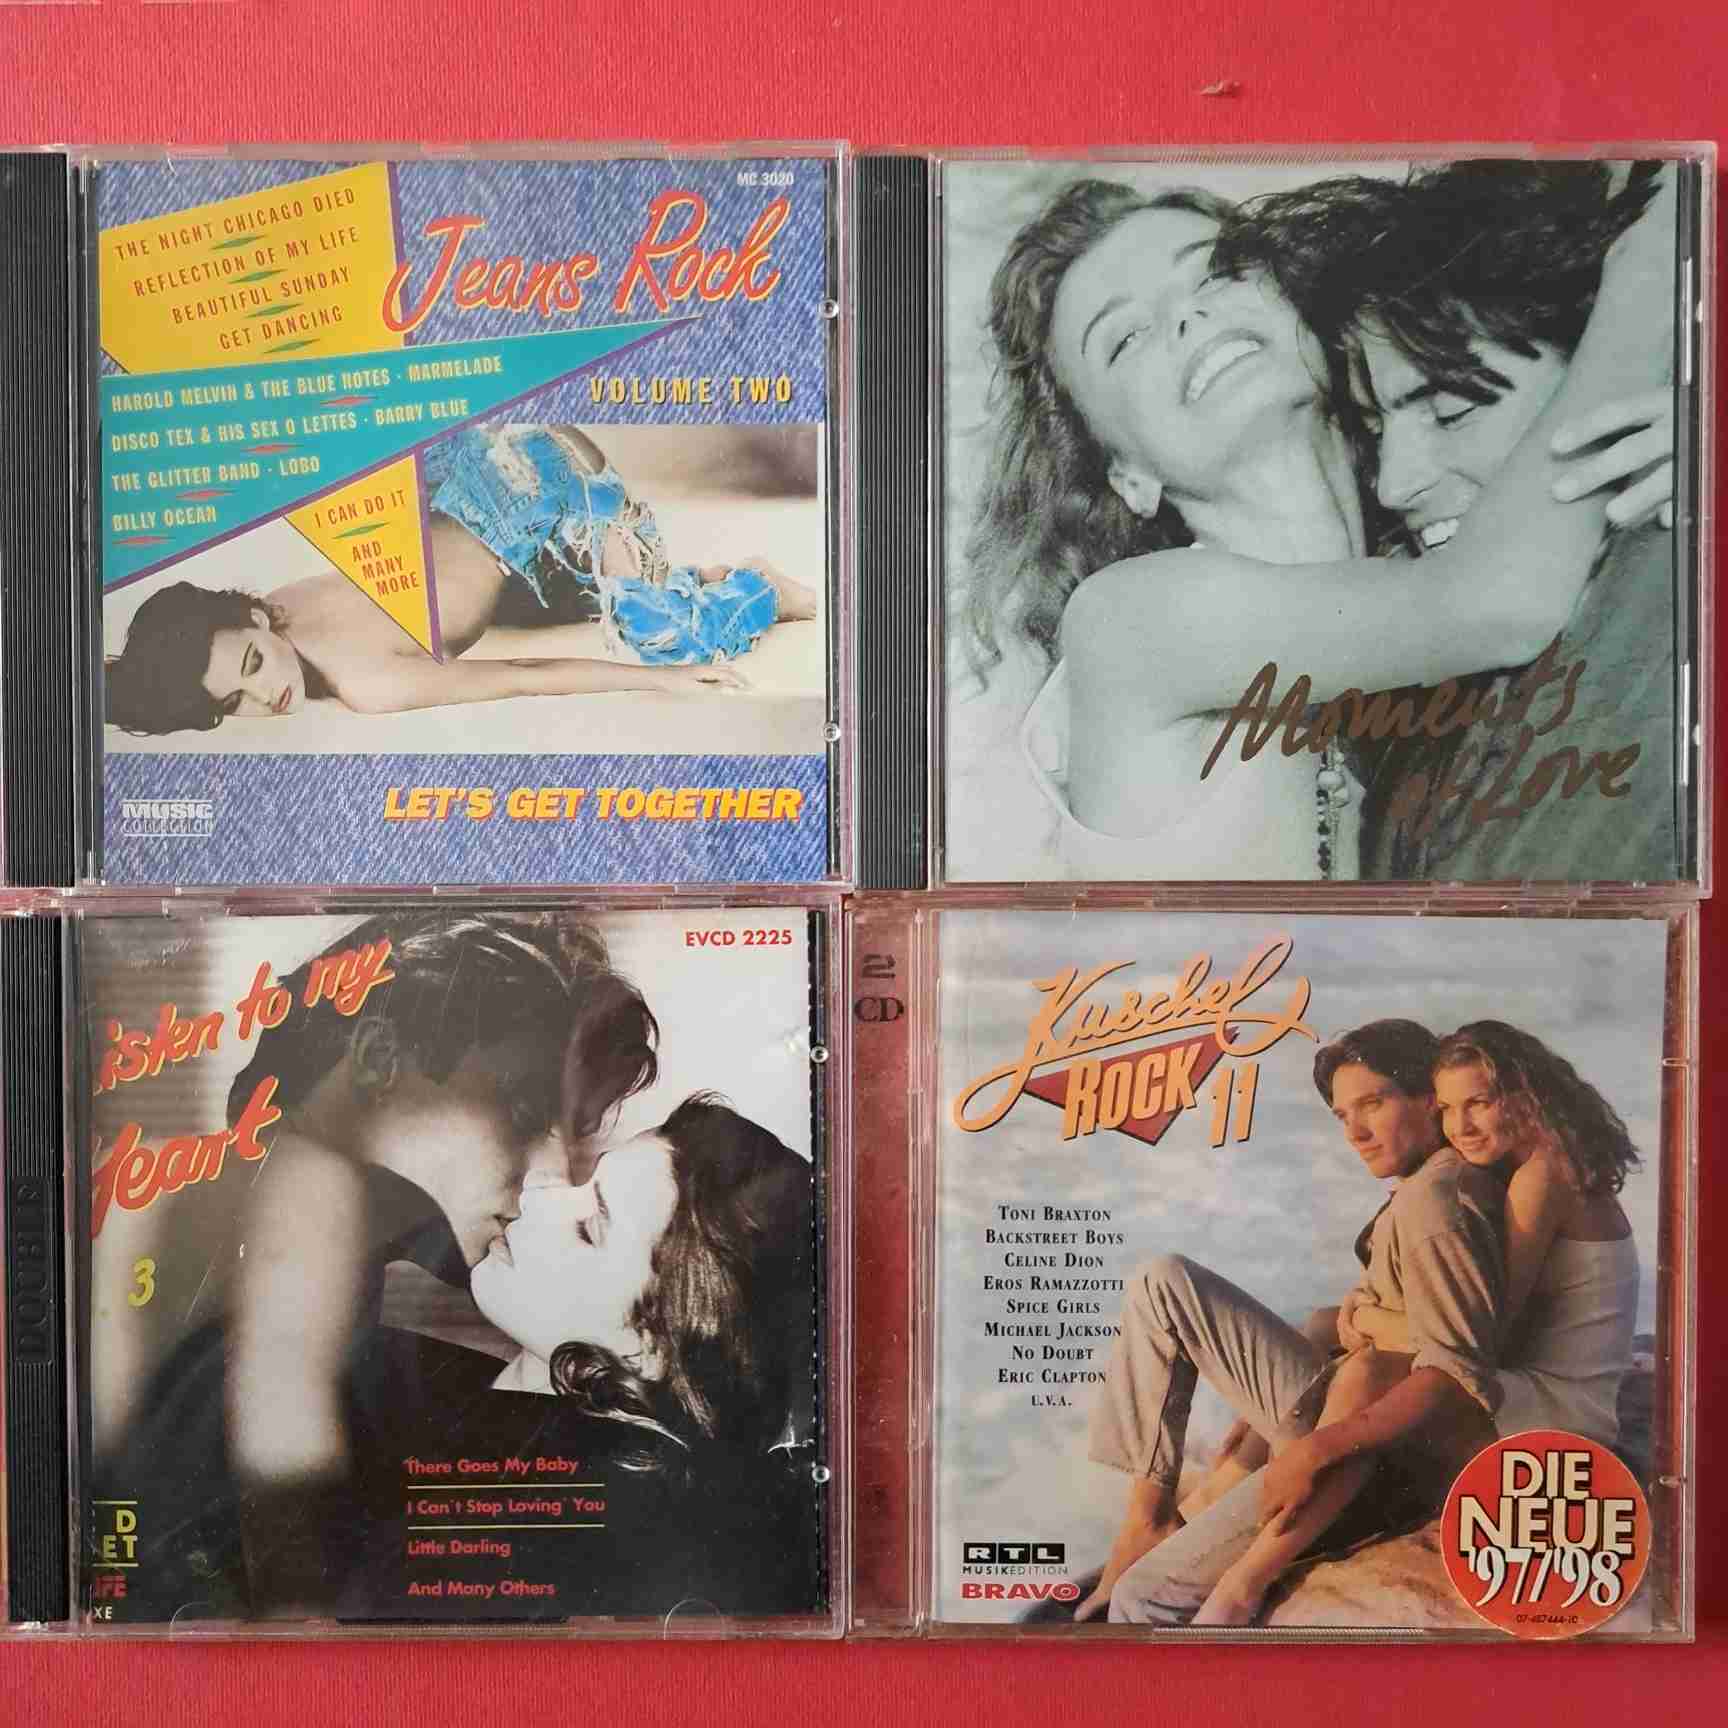 MC 3020
Jeans Rock
VOLUME TWO
THE NIGHT CHICAGO DIED
REFLECTION OF MY LIFE
BEAUTIFUL SUNDAY
GET DANCING
HAROLD MELVIN & THE BLUE NOTES · MARMELADE
DISCO TEX & HIS SEX O LETTES · BARRY BLUE
THE GLITTER BAND · LOBO
BILLY OCEAN
I CAN DO IT
AND
MANY
MORE
LET'S GET TOGETHER
MUSIC
COLLECTION
Moments
of Love
EVCD 2225
Listen to my
Heart
3
There Goes My Baby
I Can't Stop Loving' You
Little Darling
And Many Others
D
ET
XE
DOUBLE
2
CD
Kuschel
ROCK 11
TONI BRAXTON
BACKSTREET BOYS
CELINE DION
EROS RAMAZZOTTI
SPICE GIRLS
MICHAEL JACKSON
NO DOUBT
ERIC CLAPTON
U.V.A.
RTL
MUSIKEDITION
BRAVO
DIE
NEUE
'97/'98